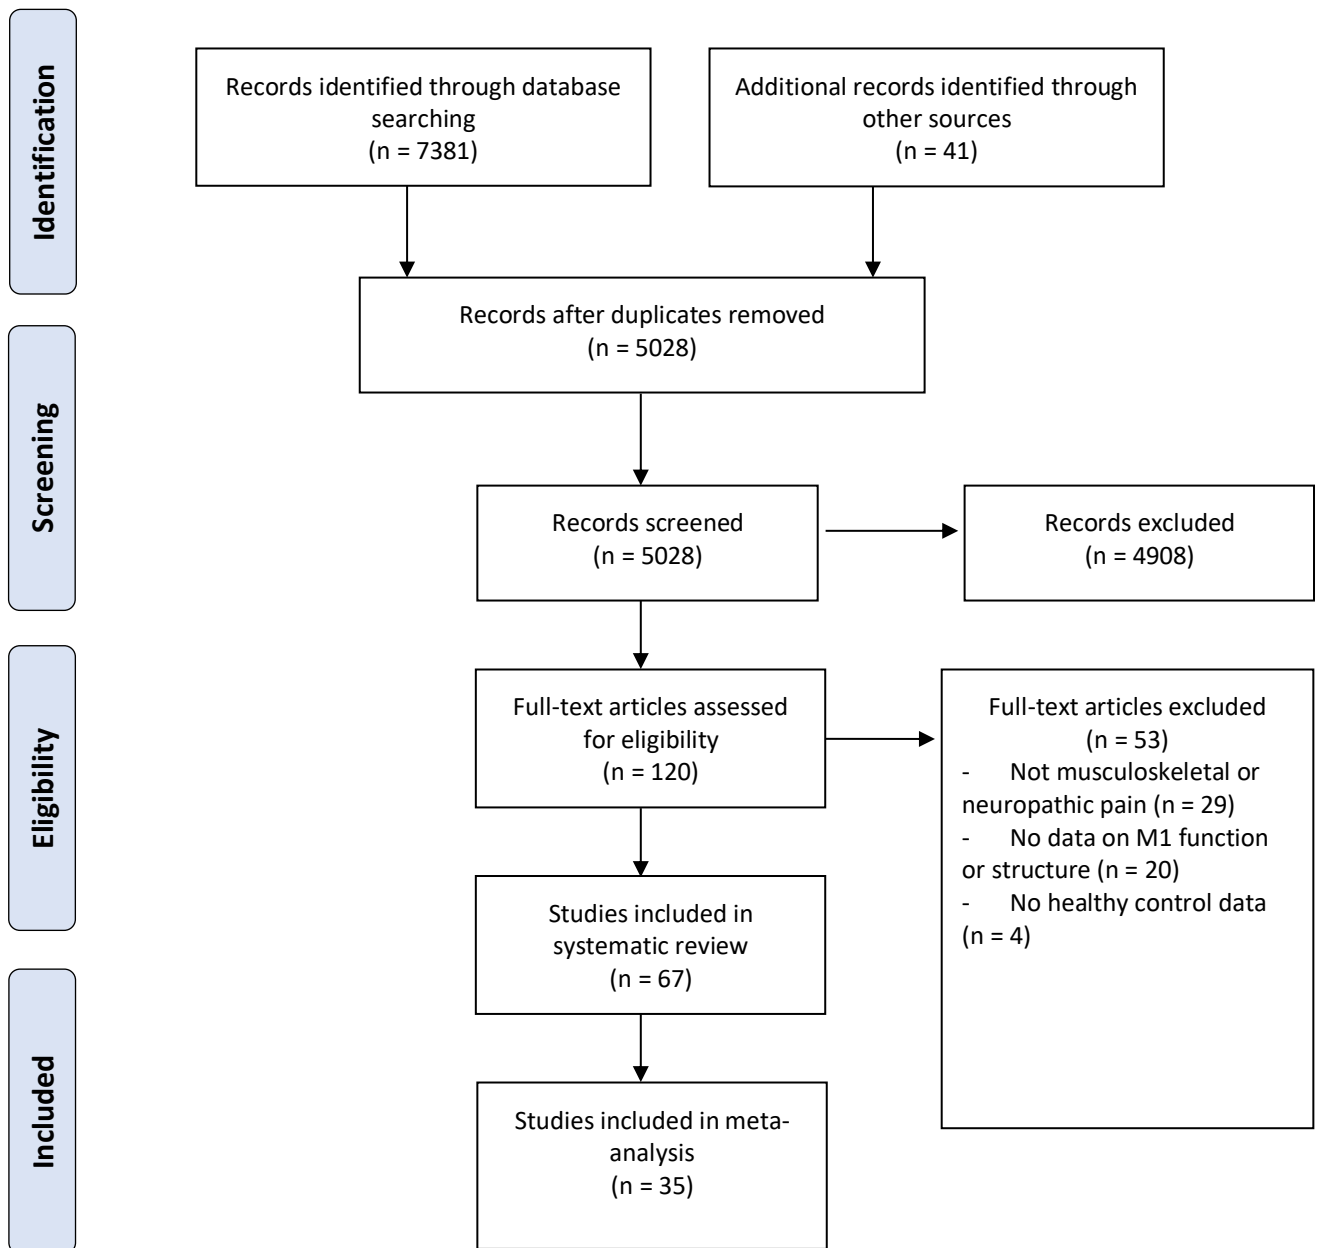 Identification
Records identified through database
searching
(n = 7381)
Additional records identified through
other sources
(n = 41)
Records after duplicates removed
(n = 5028)
Screening
Records screened
(n = 5028)
Records excluded
(n = 4908)
Eligibility
Full-text articles assessed
for eligibility
(n = 120)
Full-text articles excluded
(n = 53)
- Not musculoskeletal or
neuropathic pain (n = 29)
- No data on M1 function
or structure (n = 20)
- No healthy control data
(n = 4)
Studies included in
systematic review
(n = 67)
Included
Studies included in meta-
analysis
(n = 35)